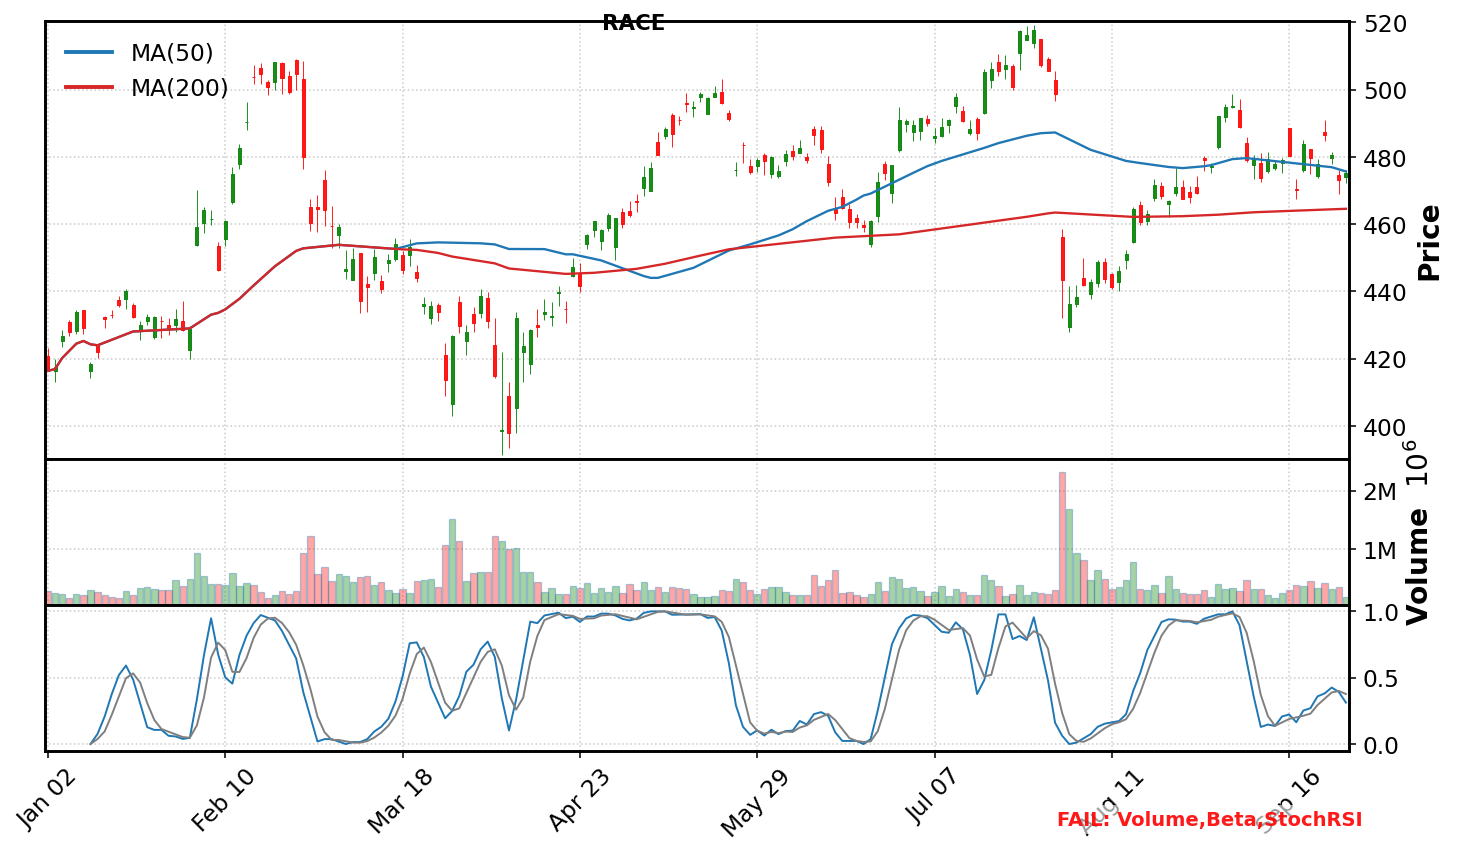 RACE
MA(50)
MA(200)
520
500
480
460
440
420
400
Price
2M
1M
Volume 10^6
1.0
0.5
0.0
Jan 02
Feb 10
Mar 18
Apr 23
May 29
Jul 07
Aug 11
Sep 16
FAIL: Volume,Beta,StochRSI